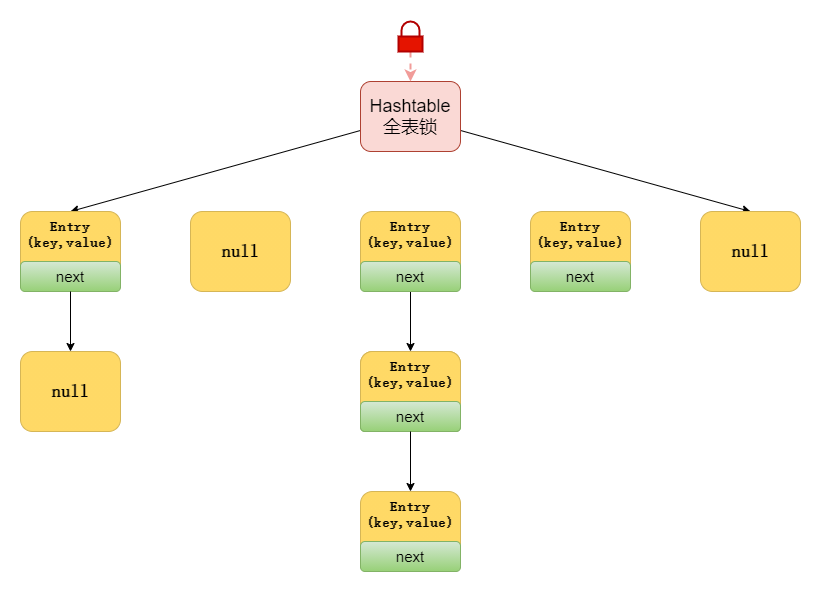 Hashtable
全表锁
Entry
(key,value)
next
null
Entry
(key,value)
next
Entry
(key,value)
next
null
null
Entry
(key,value)
next
Entry
(key,value)
next